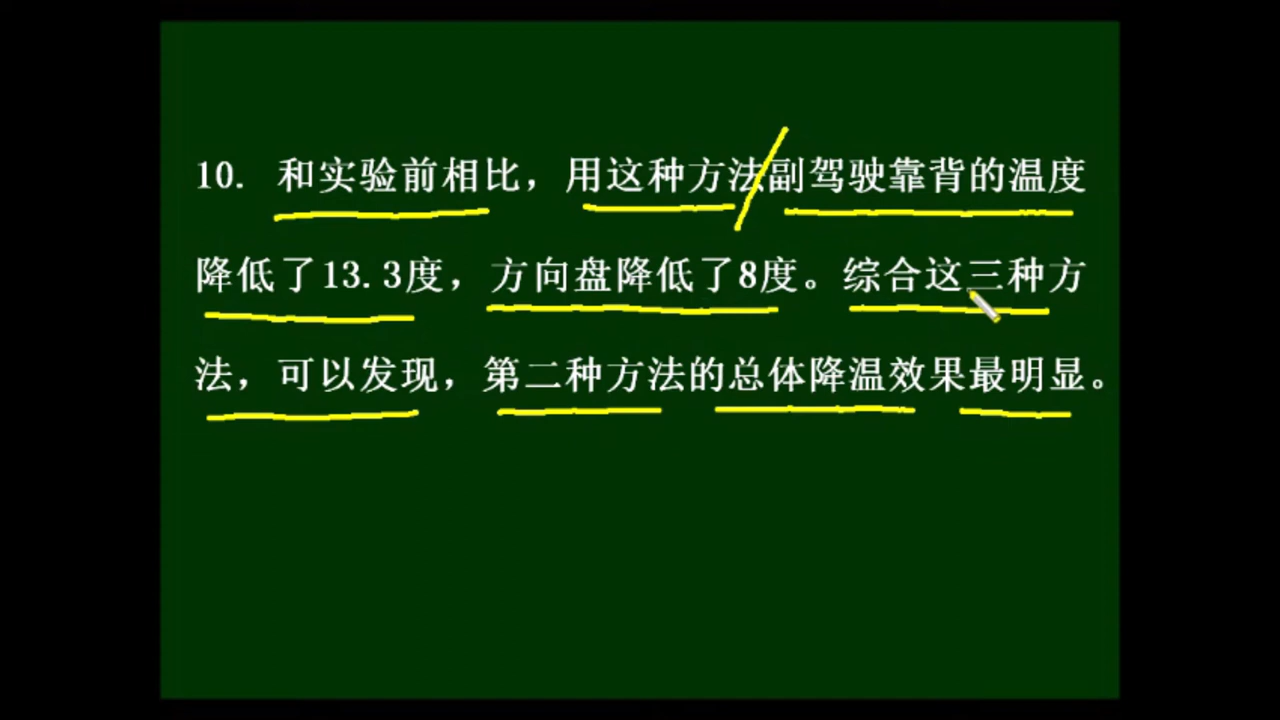 10. 和实验前相比，用这种方法副驾驶靠背的温度
降低了13.3度，方向盘降低了8度。综合这三种方
法，可以发现，第二种方法的总体降温效果最明显。